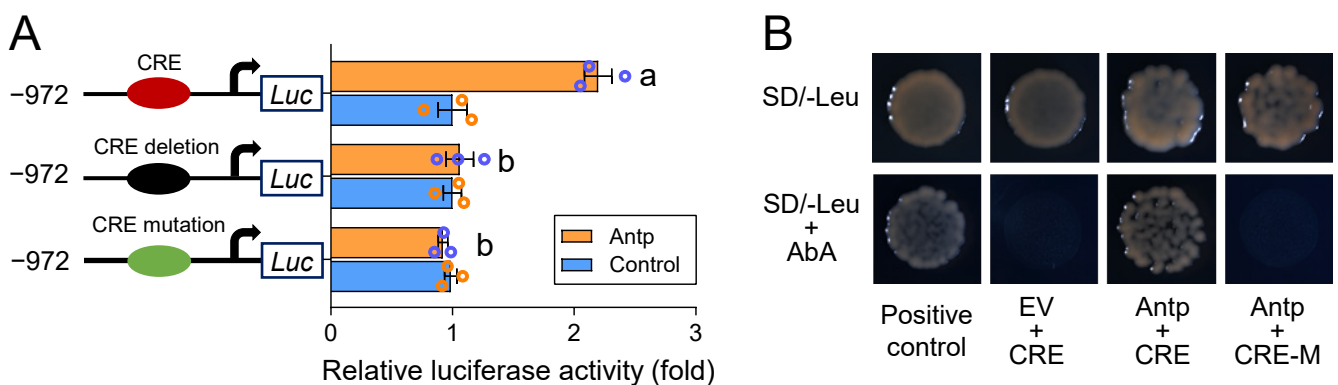 A
CRE
−972
Luc
a
CRE deletion
−972
Luc
b
CRE mutation
−972
Luc
b
Antp
Control
0
1
2
3
Relative luciferase activity (fold)
B
SD/-Leu
SD/-Leu
+
AbA
Positive
control
EV
+
CRE
Antp
+
CRE
Antp
+
CRE-M